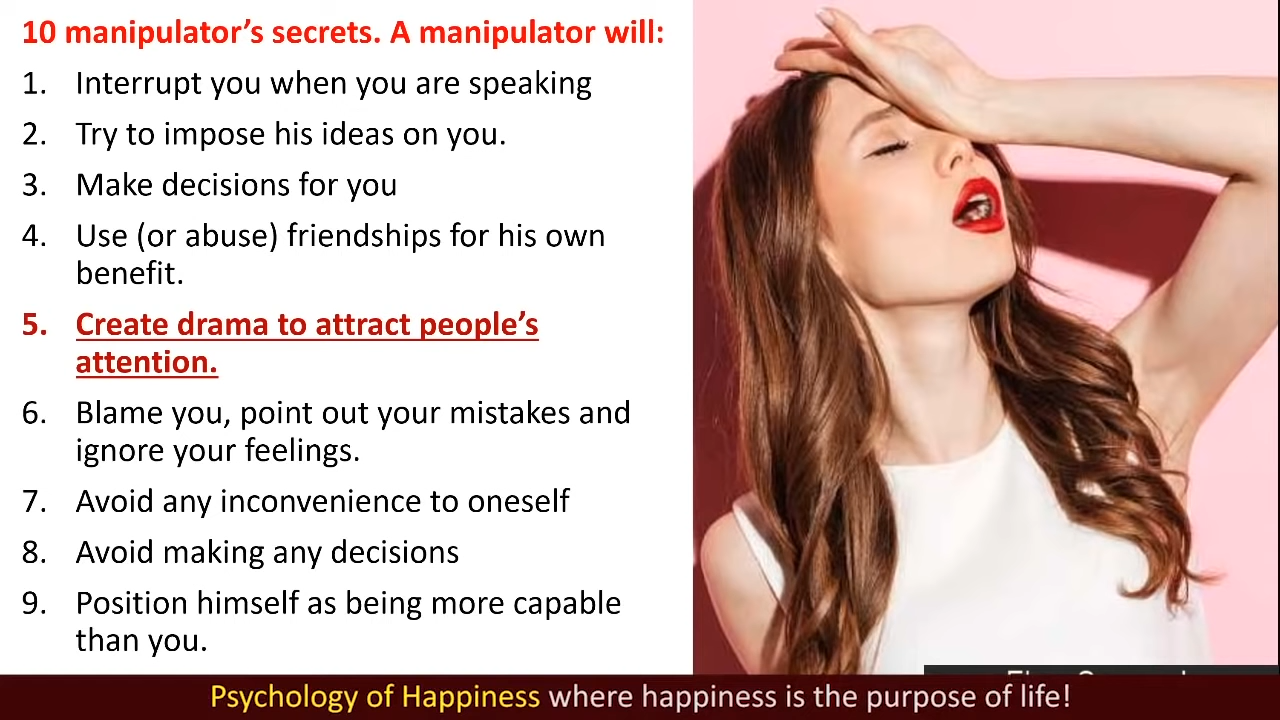 10 manipulator’s secrets. A manipulator will:
1. Interrupt you when you are speaking
2. Try to impose his ideas on you.
3. Make decisions for you
4. Use (or abuse) friendships for his own
benefit.
5. Create drama to attract people’s
attention.
6. Blame you, point out your mistakes and
ignore your feelings.
7. Avoid any inconvenience to oneself
8. Avoid making any decisions
9. Position himself as being more capable
than you.
Psychology of Happiness where happiness is the purpose of life!